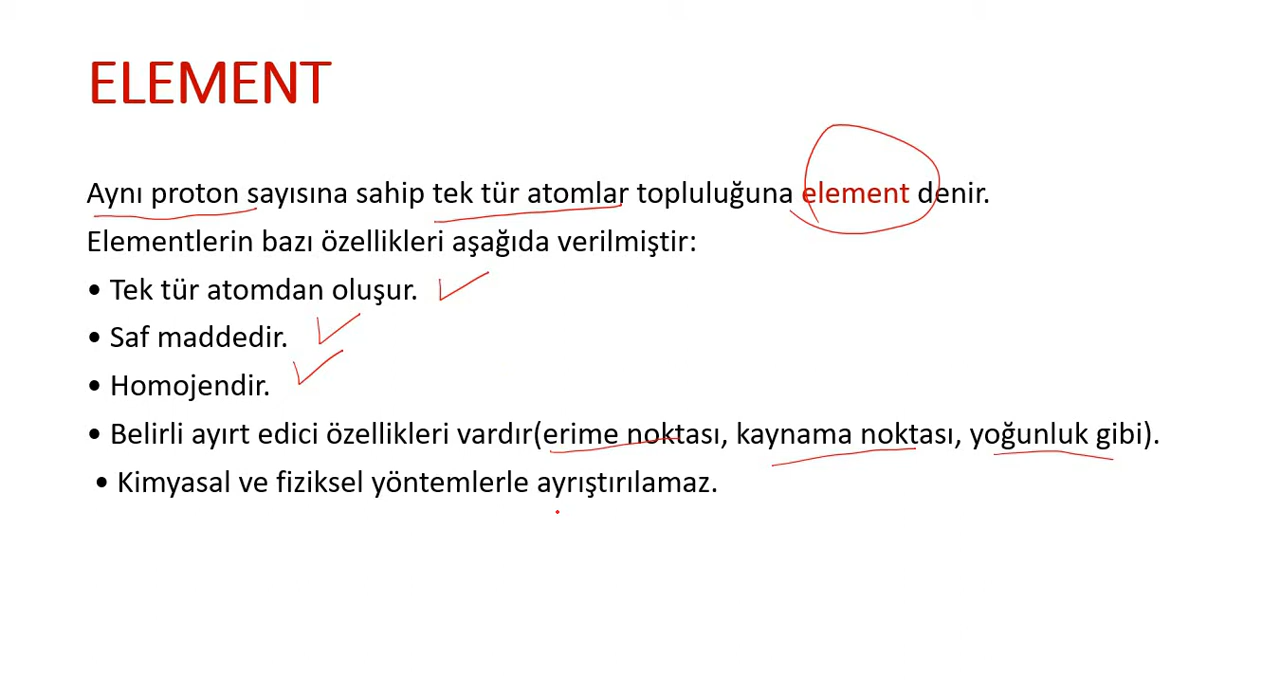 ELEMENT
Aynı proton sayısına sahip tek tür atomlar topluluğuna element denir.
Elementlerin bazı özellikleri aşağıda verilmiştir:
• Tek tür atomdan oluşur.
• Saf maddedir.
• Homojendir.
• Belirli ayırt edici özellikleri vardır(erime noktası, kaynama noktası, yoğunluk gibi).
• Kimyasal ve fiziksel yöntemlerle ayrıştırılamaz.